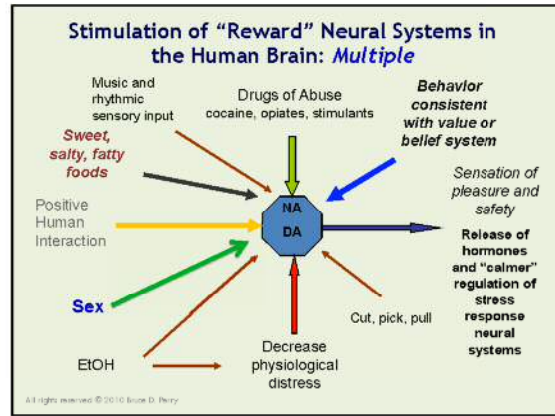 Stimulation of “Reward” Neural Systems in
the Human Brain: Multiple
Music and
rhythmic
sensory input
Drugs of Abuse
cocaine, opiates, stimulants
Behavior
consistent
with value or
belief system
Sweet,
salty, fatty
foods
Sensation of
pleasure and
safety
Positive
Human
Interaction
NA
DA
Release of
hormones
and “calmer”
regulation of
stress
response
neural
systems
Sex
Cut, pick, pull
EtOH
Decrease
physiological
distress
All rights reserved © 2010 Bruce D. Perry